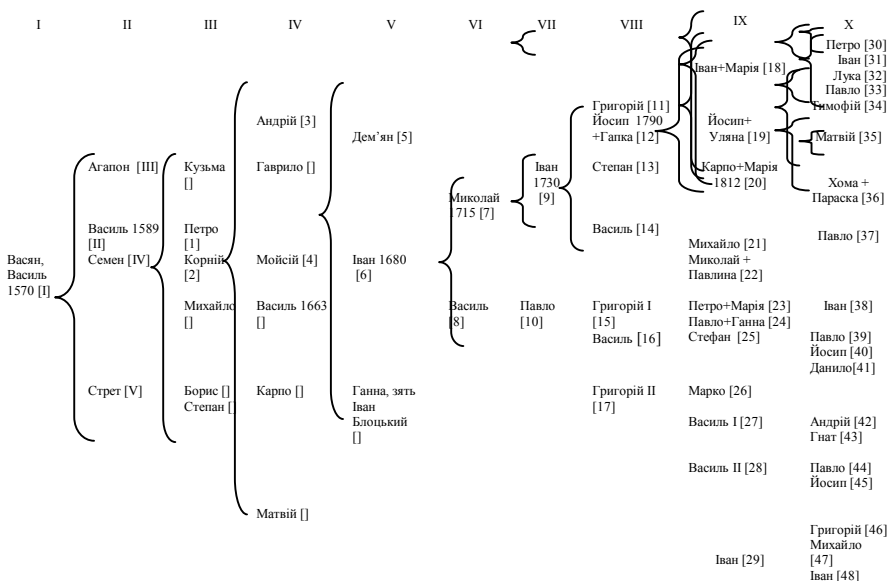 I II III IV V VI VII VIII IX X
Васян,
Василь
1570 [I]
Агапон [III]
Василь 1589
[II]
Семен [IV]
Стрет [V]
Кузьма
[]
Петро
[1]
Корній
[2]
Михайло
[]
Борис []
Степан []
Андрій [3]
Гаврило []
Мойсій [4]
Василь 1663
[]
Карпо []
Матвій []
Дем’ян [5]
Іван 1680
[6]
Ганна, зять
Іван
Блоцький
[]
Миколай
1715 [7]
Василь
[8]
Іван
1730
[9]
Павло
[10]
Григорій [11]
Йосип 1790
+Гапка [12]
Степан [13]
Василь [14]
Григорій I
[15]
Василь [16]
Григорій II
[17]
Іван+Марія [18]
Йосип+
Уляна [19]
Карпо+Марія
1812 [20]
Михайло [21]
Миколай +
Павлина [22]
Петро+Марія [23]
Павло+Ганна [24]
Стефан [25]
Марко [26]
Василь I [27]
Василь II [28]
Іван [29]
Петро [30]
Іван [31]
Лука [32]
Павло [33]
Тимофій [34]
Матвій [35]
Хома +
Параска [36]
Павло [37]
Іван [38]
Павло [39]
Йосип [40]
Данило[41]
Андрій [42]
Гнат [43]
Павло [44]
Йосип [45]
Григорій [46]
Михайло
[47]
Іван [48]